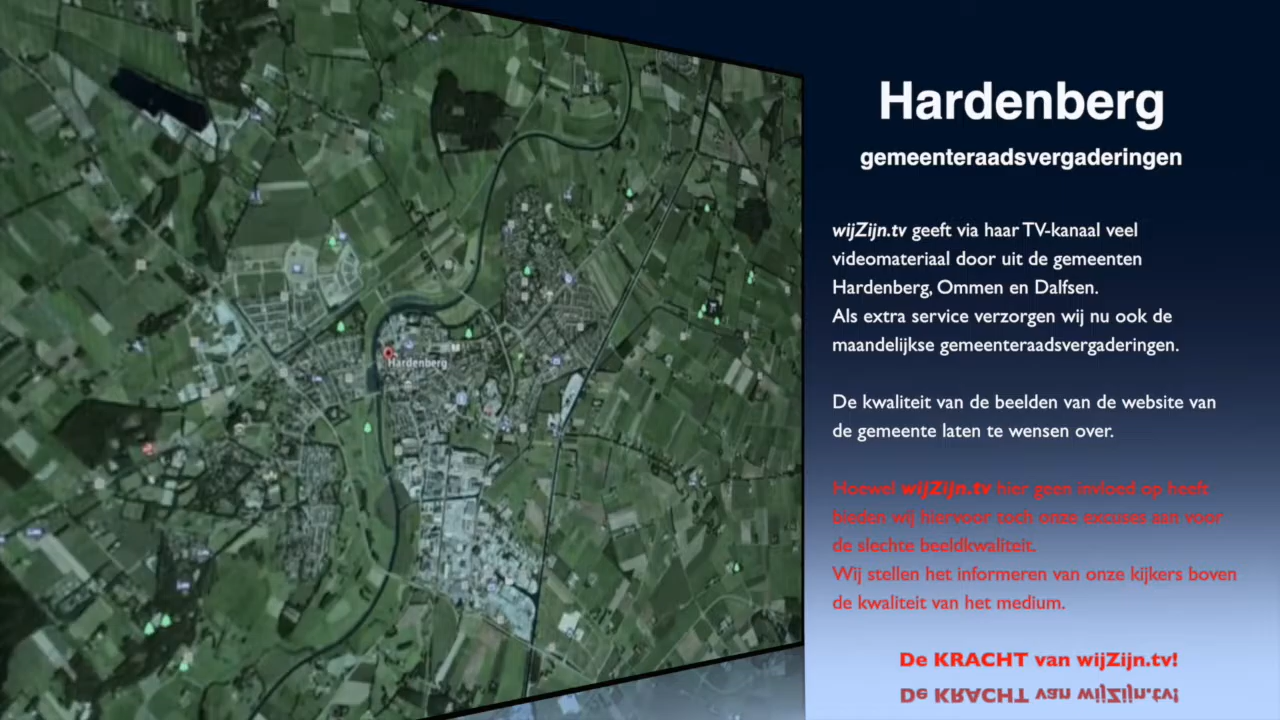 Hardenberg
gemeenteraadsvergaderingen
wijZijn.tv geeft via haar TV-kanaal veel
videomateriaal door uit de gemeenten
Hardenberg, Ommen en Dalfsen.
Als extra service verzorgen wij nu ook de
maandelijkse gemeenteraadsvergaderingen.
De kwaliteit van de beelden van de website van
de gemeente laten te wensen over.
Hoewel wijZijn.tv hier geen invloed op heeft
bieden wij hiervoor toch onze excuses aan voor
de slechte beeldkwaliteit.
Wij stellen het informeren van onze kijkers boven
de kwaliteit van het medium.
De KRACHT van wijZijn.tv!
Hardenberg